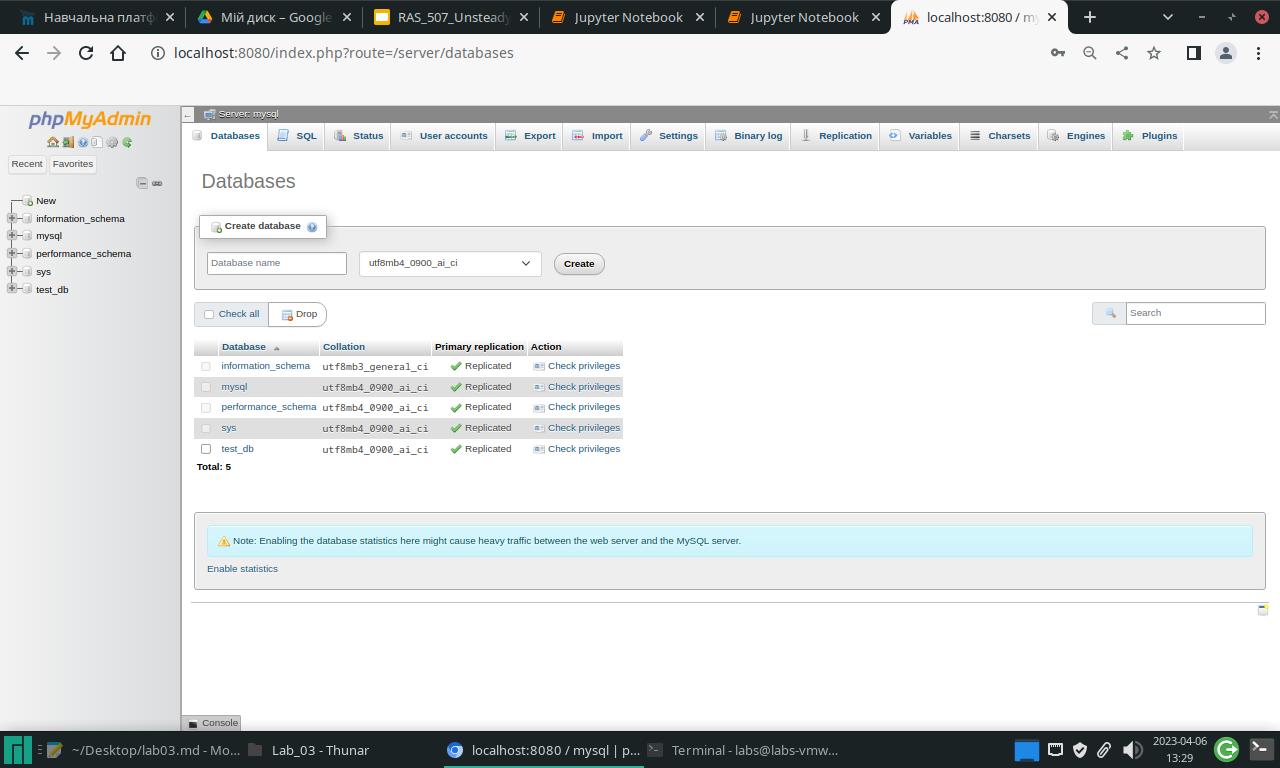 Навчальна платф
Мій диск – Google
RAS_507_Unsteady
Jupyter Notebook
Jupyter Notebook
localhost:8080 / my
localhost:8080/index.php?route=/server/databases
phpMyAdmin
Recent
Favorites
New
information_schema
mysql
performance_schema
sys
test_db
Server: mysql
Databases
SQL
Status
User accounts
Export
Import
Settings
Binary log
Replication
Variables
Charsets
Engines
Plugins
Databases
Create database
Database name
utf8mb4_0900_ai_ci
Create
Check all
Drop
Search
Database Collation Primary replication Action
information_schema utf8mb3_general_ci Replicated Check privileges
mysql utf8mb4_0900_ai_ci Replicated Check privileges
performance_schema utf8mb4_0900_ai_ci Replicated Check privileges
sys utf8mb4_0900_ai_ci Replicated Check privileges
test_db utf8mb4_0900_ai_ci Replicated Check privileges
Total: 5
Note: Enabling the database statistics here might cause heavy traffic between the web server and the MySQL server.
Enable statistics
Console
~/Desktop/lab03.md - Mo...
Lab_03 - Thunar
localhost:8080 / mysql | p...
Terminal - labs@labs-vmw...
2023-04-06
13:29